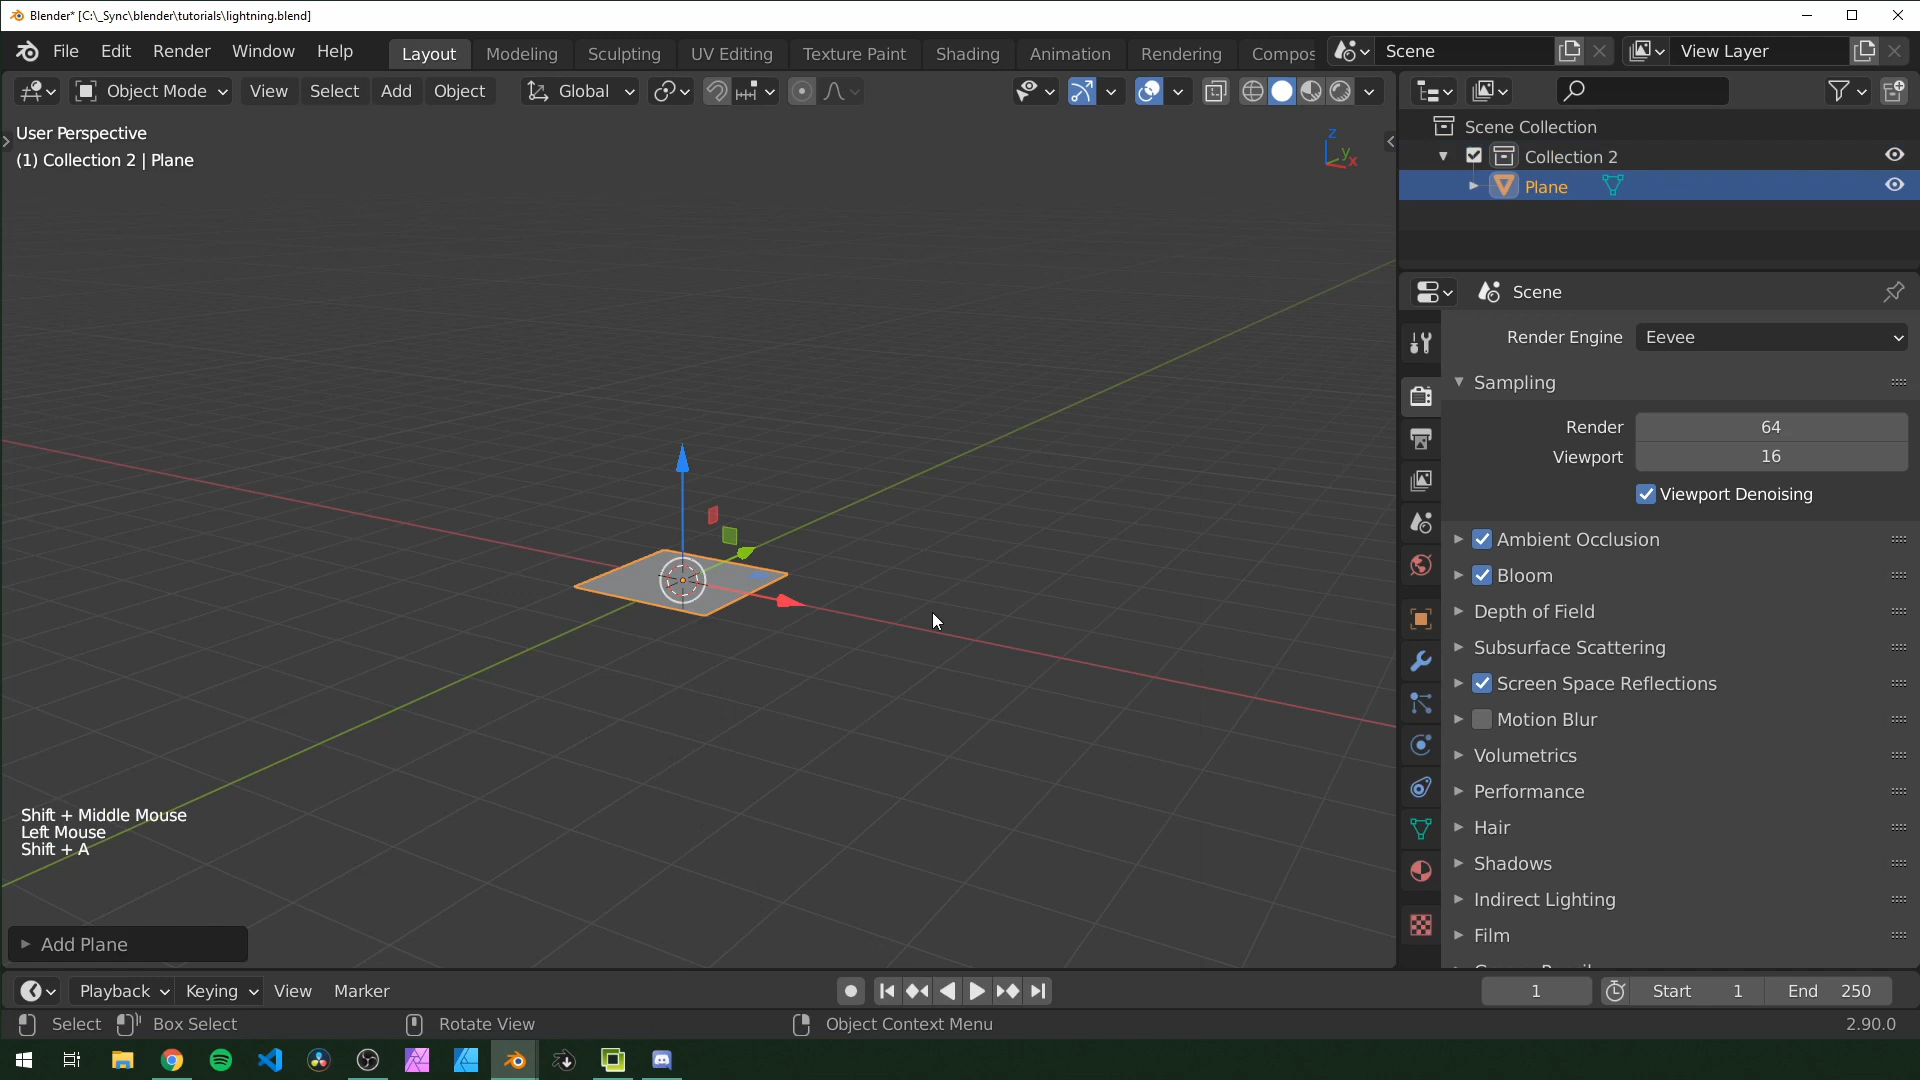 Blender* [C:\_Sync\blender\tutorials\lightning.blend]
File Edit Render Window Help Layout Modeling Sculpting UV Editing Texture Paint Shading Animation Rendering Compos Scene View Layer
Object Mode View Select Add Object Global
User Perspective
(1) Collection 2 | Plane
Z
y
x
Shift + Middle Mouse
Left Mouse
Shift + A
Add Plane
Scene Collection
Collection 2
Plane
Scene
Render Engine Eevee
Sampling
Render 64
Viewport 16
Viewport Denoising
Ambient Occlusion
Bloom
Depth of Field
Subsurface Scattering
Screen Space Reflections
Motion Blur
Volumetrics
Performance
Hair
Shadows
Indirect Lighting
Film
Playback Keying View Marker 1 Start 1 End 250
Select Box Select Rotate View Object Context Menu 2.90.0